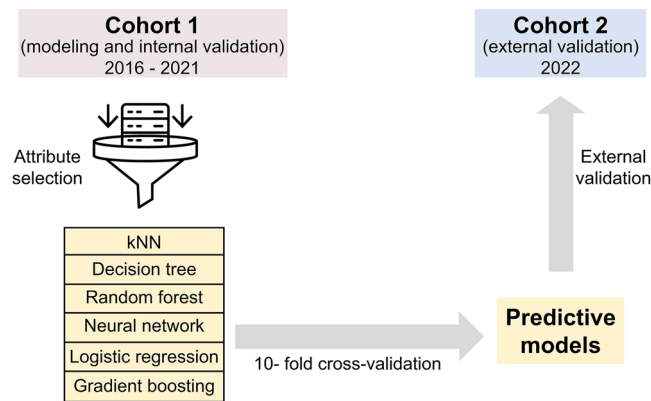 Cohort 1
(modeling and internal validation)
2016 - 2021
Cohort 2
(external validation)
2022
Attribute
selection
External
validation
kNN
Decision tree
Random forest
Neural network
Logistic regression
Gradient boosting
10- fold cross-validation
Predictive
models